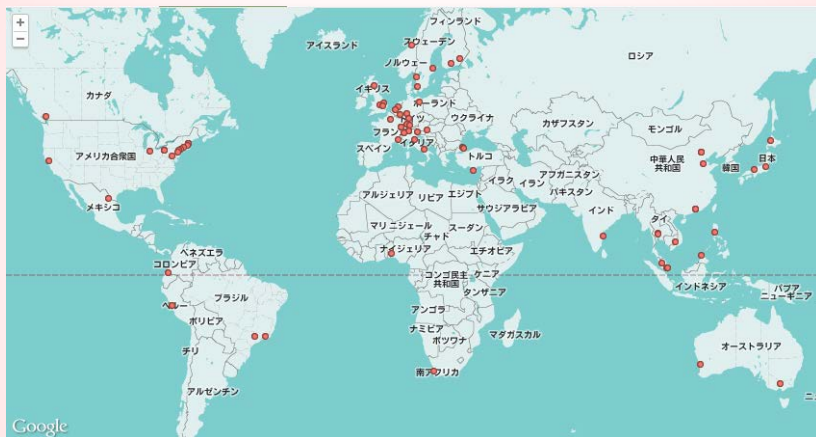 +
−
フィンランド
アイスランド
スウェーデン
ロシア
ノルウェー
カナダ
イギリス
ポーランド
ドイツ
ウクライナ
カザフスタン
モンゴル
フランス
イタリア
アメリカ合衆国
スペイン
トルコ
中華人民
共和国
韓国
日本
アフガニスタン
イラク
イラン
パキスタン
アルジェリア
リビア
エジプト
サウジアラビア
インド
メキシコ
マリ
ニジェール
スーダン
チャド
タイ
ベネズエラ
ナイジェリア
エチオピア
コロンビア
コンゴ民主
共和国
ケニア
インドネシア
パプア
ニューギニア
タンザニア
ブラジル
ペルー
アンゴラ
ボリビア
ナミビア
マダガスカル
ボツワナ
オーストラリア
チリ
南アフリカ
アルゼンチン
ニュ
Google